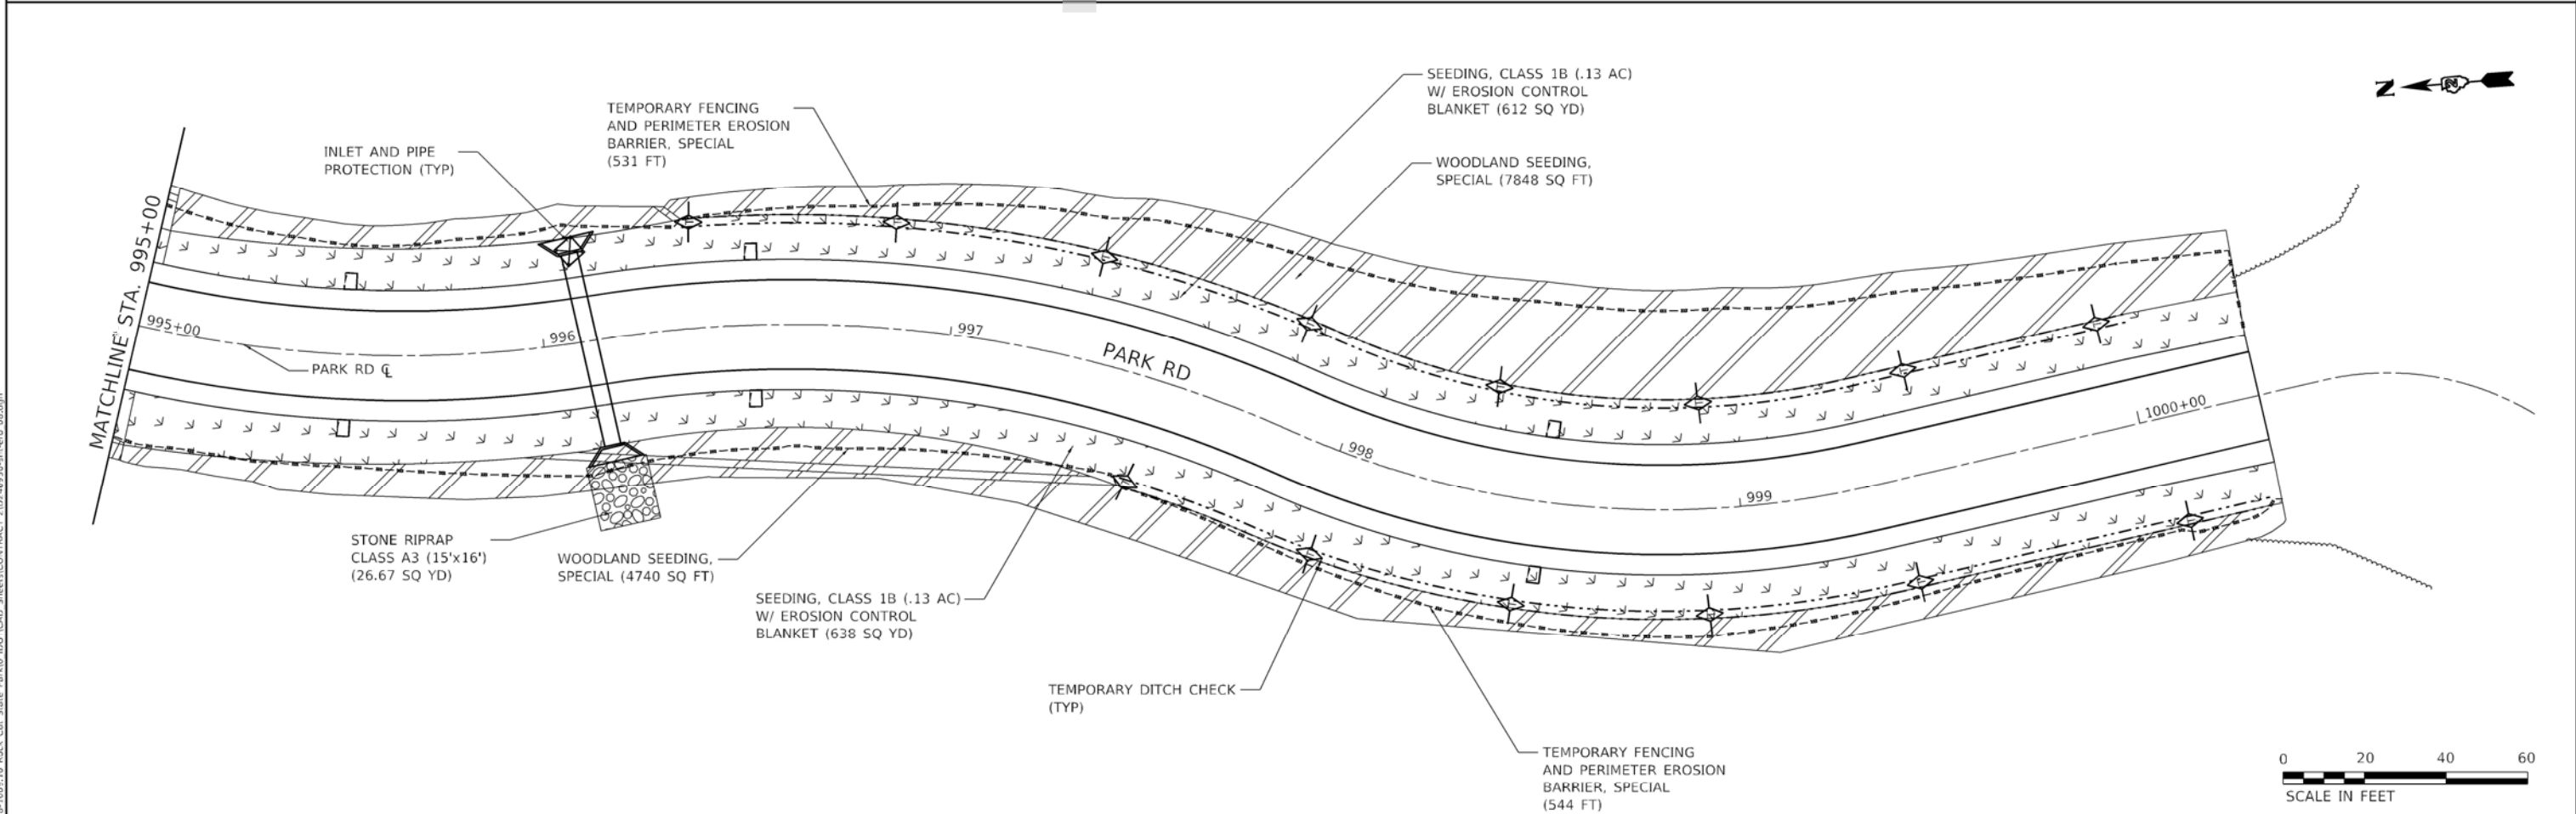 SEEDING, CLASS 1B (.13 AC)
W/ EROSION CONTROL
BLANKET (612 SQ YD)
N
TEMPORARY FENCING
AND PERIMETER EROSION
BARRIER, SPECIAL
(531 FT)
INLET AND PIPE
PROTECTION (TYP)
WOODLAND SEEDING,
SPECIAL (7848 SQ FT)
MATCHLINE STA. 995+00
995+00
996
997
PARK RD
PARK RD ℄
998
999
1000+00
STONE RIPRAP
CLASS A3 (15'x16')
(26.67 SQ YD)
WOODLAND SEEDING,
SPECIAL (4740 SQ FT)
SEEDING, CLASS 1B (.13 AC)
W/ EROSION CONTROL
BLANKET (638 SQ YD)
TEMPORARY DITCH CHECK
(TYP)
TEMPORARY FENCING
AND PERIMETER EROSION
BARRIER, SPECIAL
(544 FT)
0 20 40 60
SCALE IN FEET